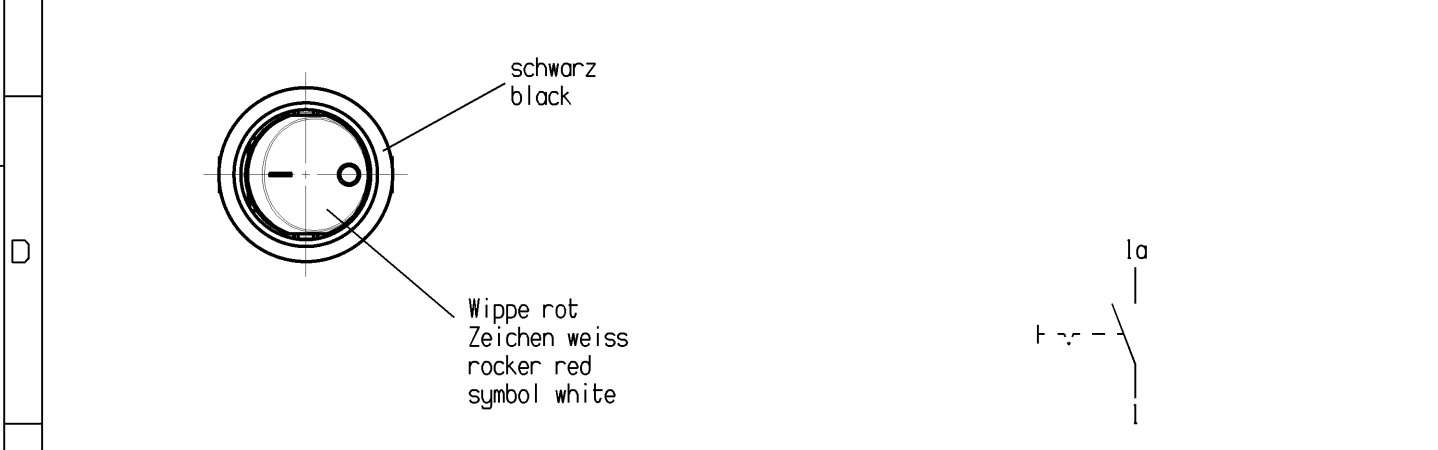 schwarz
black
D
1a
Wippe rot
Zeichen weiss
rocker red
symbol white
1